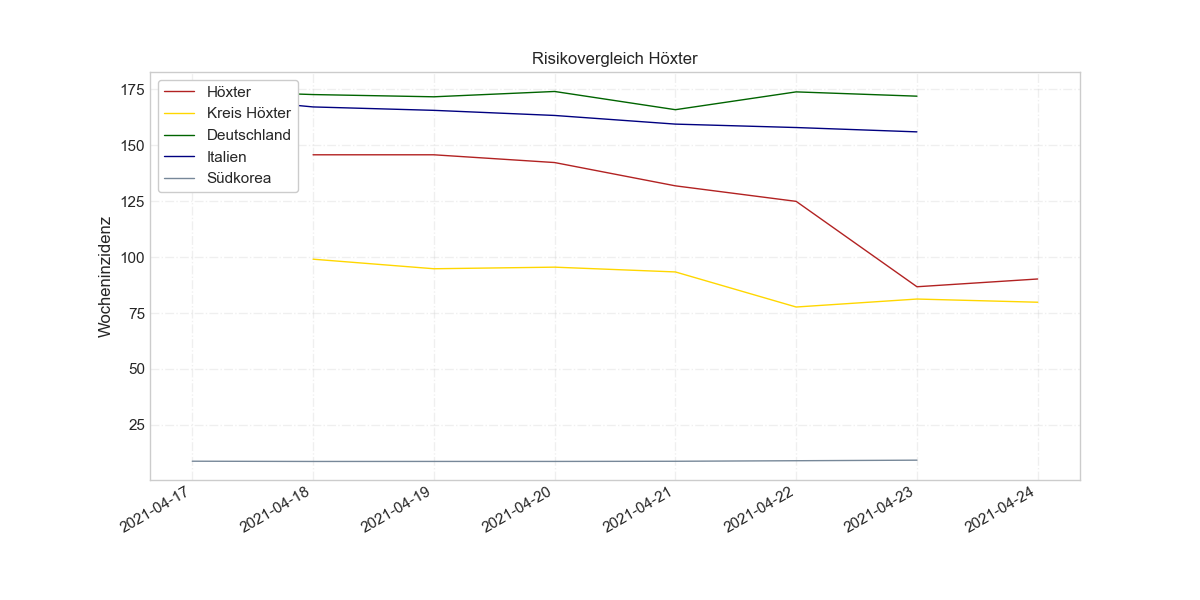 Risikovergleich Höxter
Höxter
Kreis Höxter
Deutschland
Italien
Südkorea
Wocheninzidenz
175
150
125
100
75
50
25
2021-04-17
2021-04-18
2021-04-19
2021-04-20
2021-04-21
2021-04-22
2021-04-23
2021-04-24